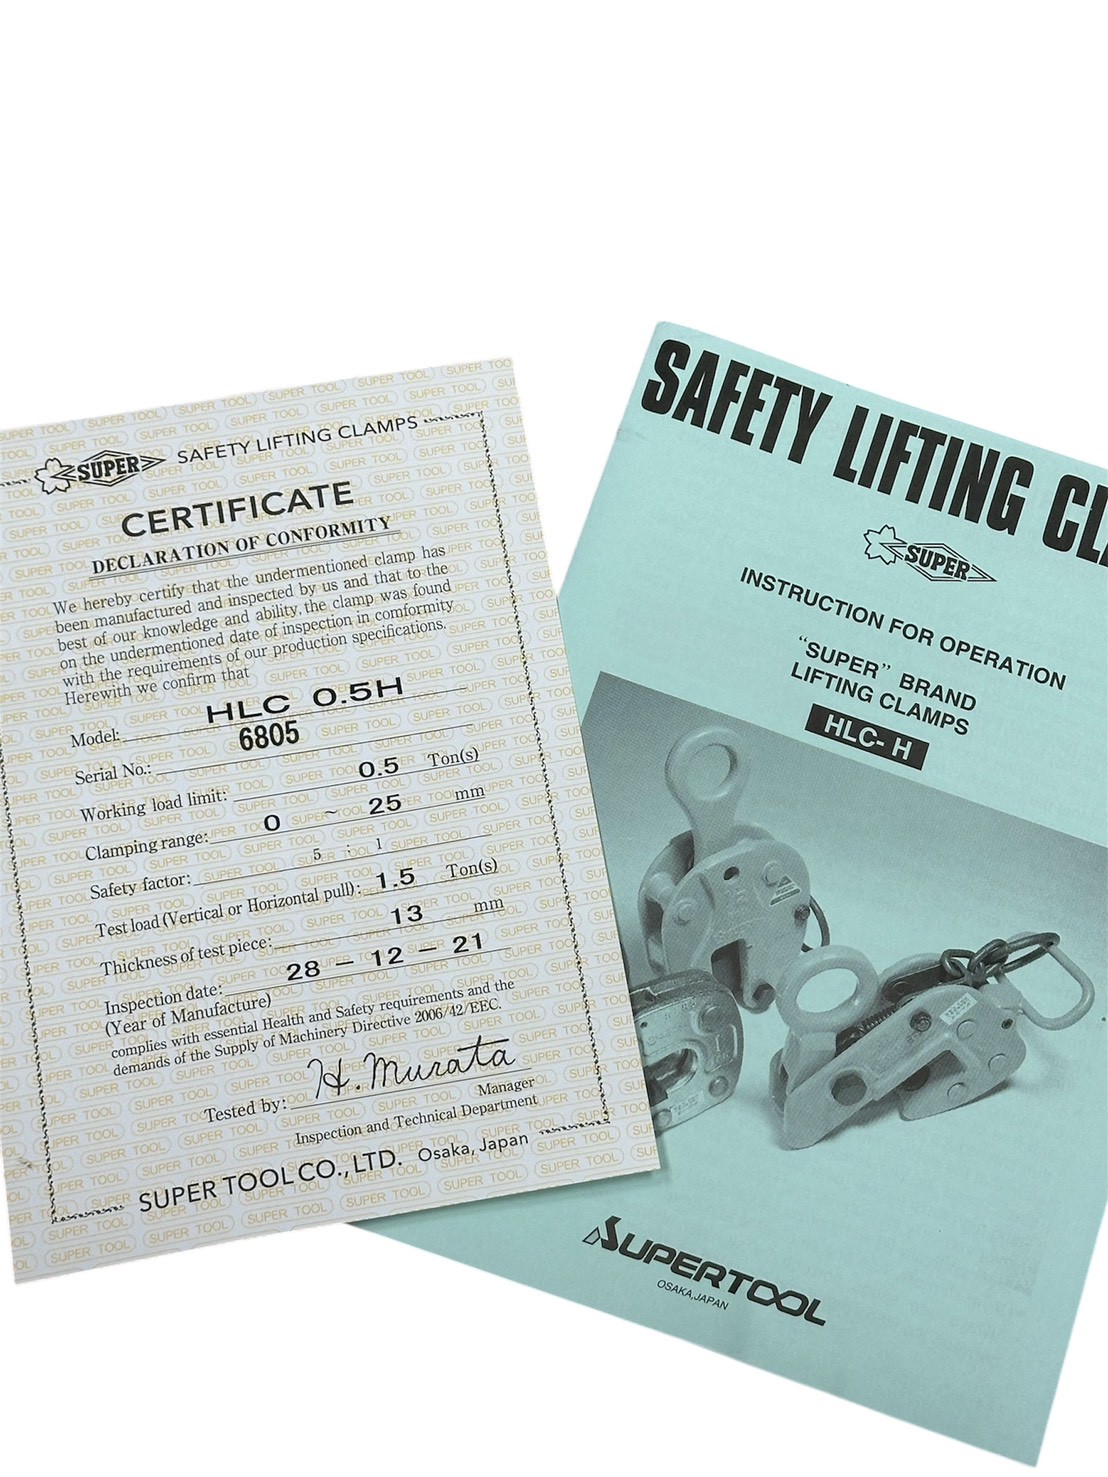 SUPER SAFETY LIFTING CLAMPS
CERTIFICATE
DECLARATION OF CONFORMITY
We hereby certify that the undermentioned clamp has
been manufactured and inspected by us and that to the
best of our knowledge and ability, the clamp was found
on the undermentioned date of inspection in comformity
with the requirements of our production specifications.
Herewith we confirm that
Model: HLC 0.5H
Serial No.: 6805
Working load limit: 0.5 Ton(s)
Clamping range: 0 ~ 25 mm
Safety factor: 5 : 1
Test load (Vertical or Horizontal pull): 1.5 Ton(s)
Thickness of test piece: 13 mm
Inspection date: 28 - 12 - 21
(Year of Manufacture)
complies with essential Health and Safety requirements and the
demands of the Supply of Machinery Directive 2006/42/EEC.
Tested by: H. Murata
Manager
Inspection and Technical Department
SUPER TOOL CO., LTD. Osaka, Japan
SAFETY LIFTING CL
SUPER
INSTRUCTION FOR OPERATION
"SUPER" BRAND
LIFTING CLAMPS
HLC-H
SUPERTOOL
OSAKA, JAPAN